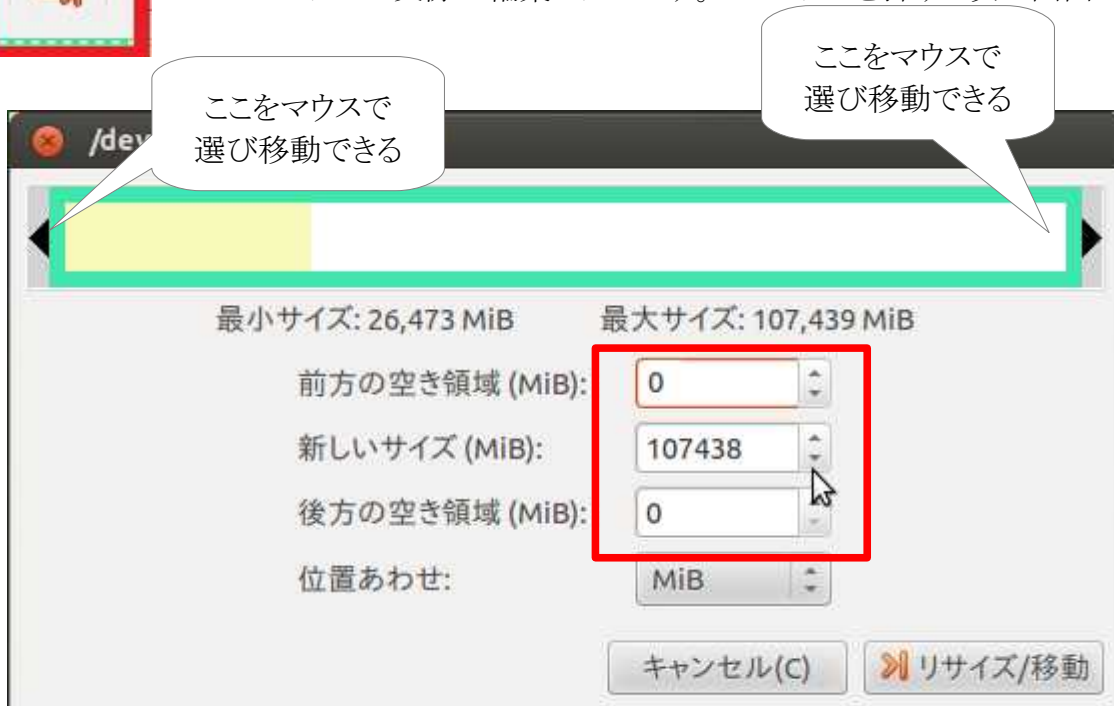 ここをマウスで
選び移動できる
ここをマウスで
選び移動できる
/dev
最小サイズ: 26,473 MiB 最大サイズ: 107,439 MiB
前方の空き領域 (MiB): 0
新しいサイズ (MiB): 107438
後方の空き領域 (MiB): 0
位置あわせ: MiB
キャンセル(C) リサイズ/移動